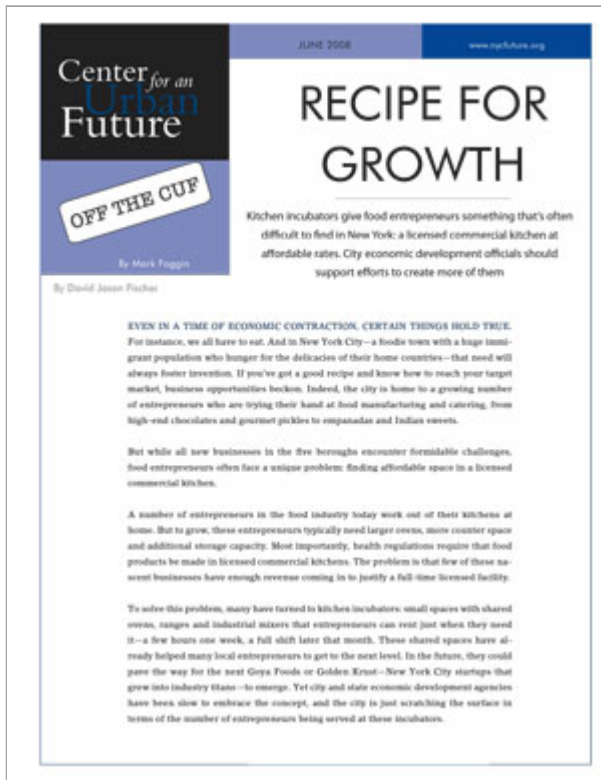 JUNE 2008
www.nycfuture.org
Center for an
Urban
Future
RECIPE FOR
GROWTH
OFF THE CUF
Kitchen incubators give food entrepreneurs something that's often
difficult to find in New York: a licensed commercial kitchen at
affordable rates. City economic development officials should
support efforts to create more of them
By Mark Foggin
By David Jason Fischer
EVEN IN A TIME OF ECONOMIC CONTRACTION, CERTAIN THINGS HOLD TRUE.
For instance, we all have to eat. And in New York City—a foodie town with a huge immi-
grant population who hunger for the delicacies of their home countries—that need will
always foster invention. If you've got a good recipe and know how to reach your target
market, business opportunities beckon. Indeed, the city is home to a growing number
of entrepreneurs who are trying their hand at food manufacturing and catering, from
high-end chocolates and gourmet pickles to empanadas and Indian sweets.
But while all new businesses in the five boroughs encounter formidable challenges,
food entrepreneurs often face a unique problem: finding affordable space in a licensed
commercial kitchen.
A number of entrepreneurs in the food industry today work out of their kitchens at
home. But to grow, these entrepreneurs typically need larger ovens, more counter space
and additional storage capacity. Most importantly, health regulations require that food
products be made in licensed commercial kitchens. The problem is that few of these na-
scent businesses have enough revenue coming in to justify a full-time licensed facility.
To solve this problem, many have turned to kitchen incubators: small spaces with shared
ovens, ranges and industrial mixers that entrepreneurs can rent just when they need
it—a few hours one week, a full shift later that month. These shared spaces have al-
ready helped many local entrepreneurs to get to the next level. In the future, they could
pave the way for the next Goya Foods or Golden Krust—New York City startups that
grew into industry titans—to emerge. Yet city and state economic development agencies
have been slow to embrace the concept, and the city is just scratching the surface in
terms of the number of entrepreneurs being served at these incubators.